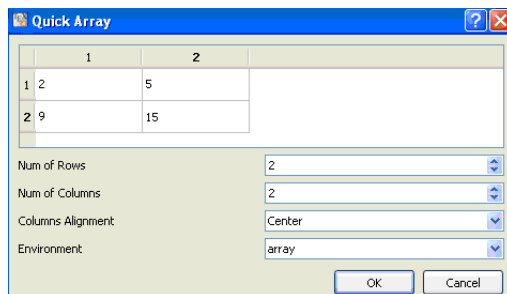 Quick Array
1 2
1 2 5
2 9 15
Num of Rows 2
Num of Columns 2
Columns Alignment Center
Environment array
OK Cancel